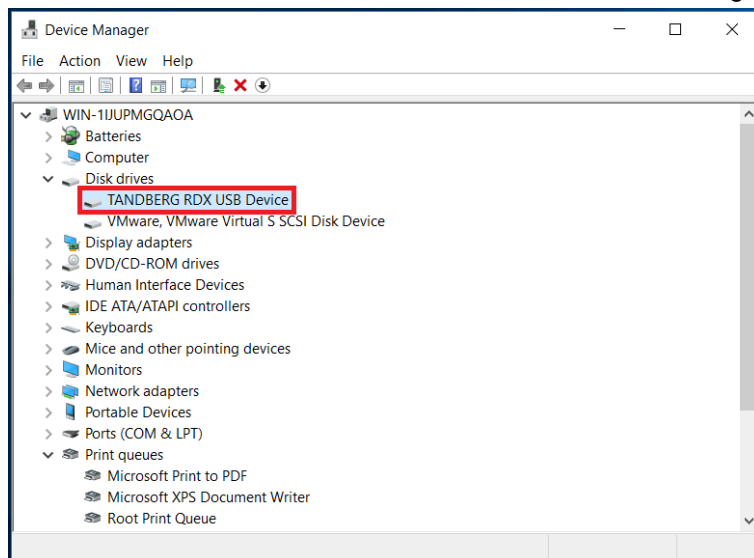 Device Manager
File Action View Help
WIN-1IJUPMGQAOA
Batteries
Computer
Disk drives
TANDBERG RDX USB Device
VMware, VMware Virtual S SCSI Disk Device
Display adapters
DVD/CD-ROM drives
Human Interface Devices
IDE ATA/ATAPI controllers
Keyboards
Mice and other pointing devices
Monitors
Network adapters
Portable Devices
Ports (COM & LPT)
Print queues
Microsoft Print to PDF
Microsoft XPS Document Writer
Root Print Queue